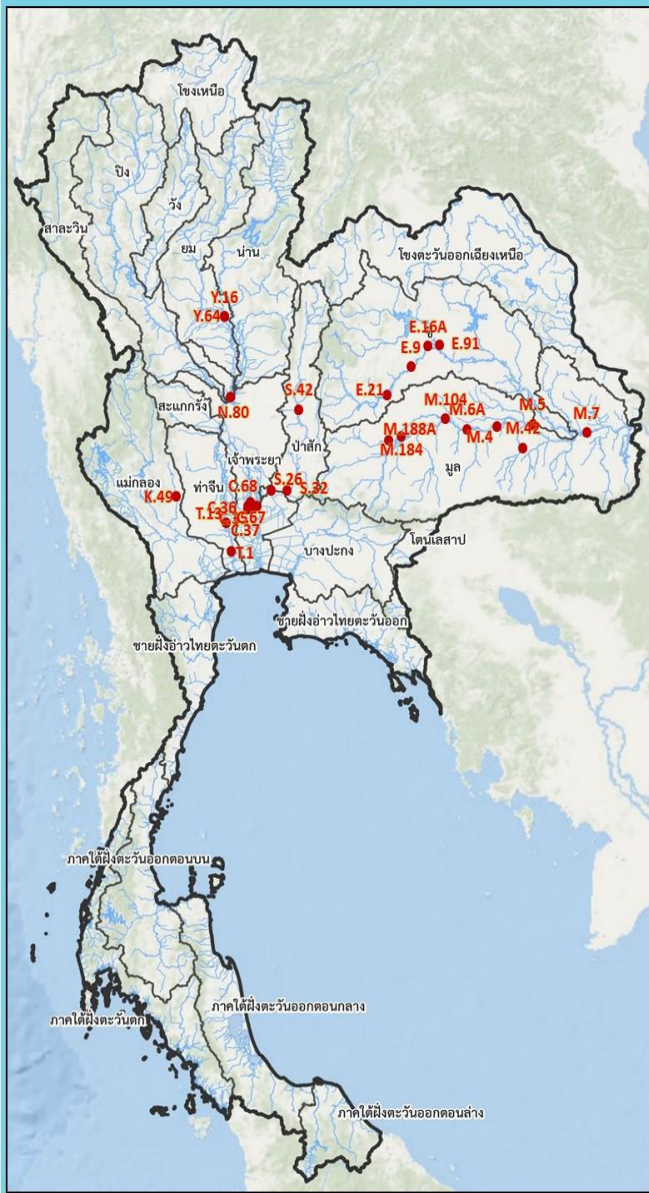 โขงเหนือ
ปิง
วัง
สาละวิน
ยม
น่าน
โขงตะวันออกเฉียงเหนือ
Y.16
Y.64
E.16A
E.9
E.91
E.21
S.42
M.104
M.5
M.6A
M.7
สะแกกรัง
N.80
M.188A
M.4
M.42
M.184
ป่าสัก
มูล
เจ้าพระยา
แม่กลอง
ท่าจีน
C.68
S.26
S.32
K.49
C.36
T.13
C.67
C.37
T.1
บางปะกง
โตนเลสาป
ชายฝั่งอ่าวไทยตะวันออก
ชายฝั่งอ่าวไทยตะวันตก
ภาคใต้ฝั่งตะวันออกตอนบน
ภาคใต้ฝั่งตะวันออกตอนกลาง
ภาคใต้ฝั่งตะวันตก
ภาคใต้ฝั่งตะวันออกตอนล่าง